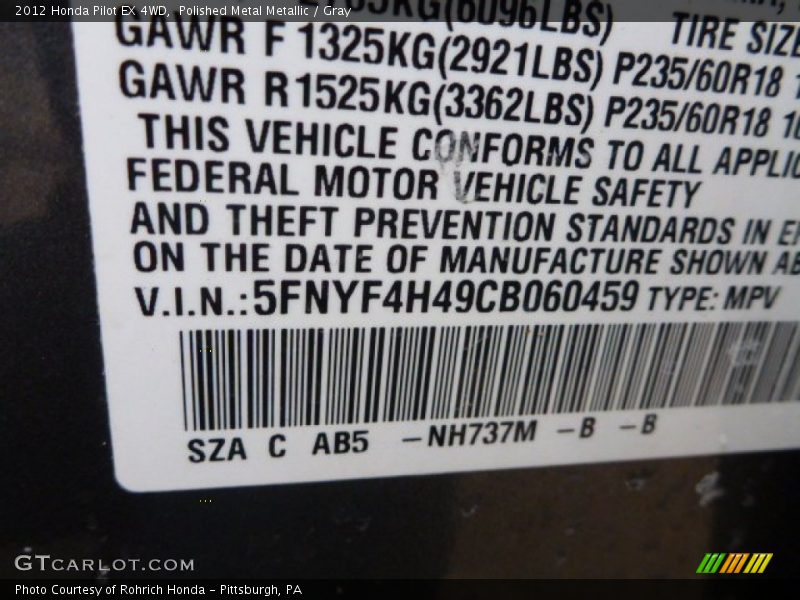 2012 Honda Pilot EX 4WD, Polished Metal Metallic / Gray
KG(6096LBS) TIRE SIZE
GAWR F 1325KG(2921LBS) P235/60R18
GAWR R 1525KG(3362LBS) P235/60R18
THIS VEHICLE CONFORMS TO ALL
FEDERAL MOTOR VEHICLE SAFETY
AND THEFT PREVENTION STANDARDS IN
ON THE DATE OF MANUFACTURE SHOWN
V.I.N.:5FNYF4H49CB060459 TYPE: MPV
SZA C AB5 -NH737M -B -B
GTCARLOT.COM
Photo Courtesy of Rohrich Honda - Pittsburgh, PA